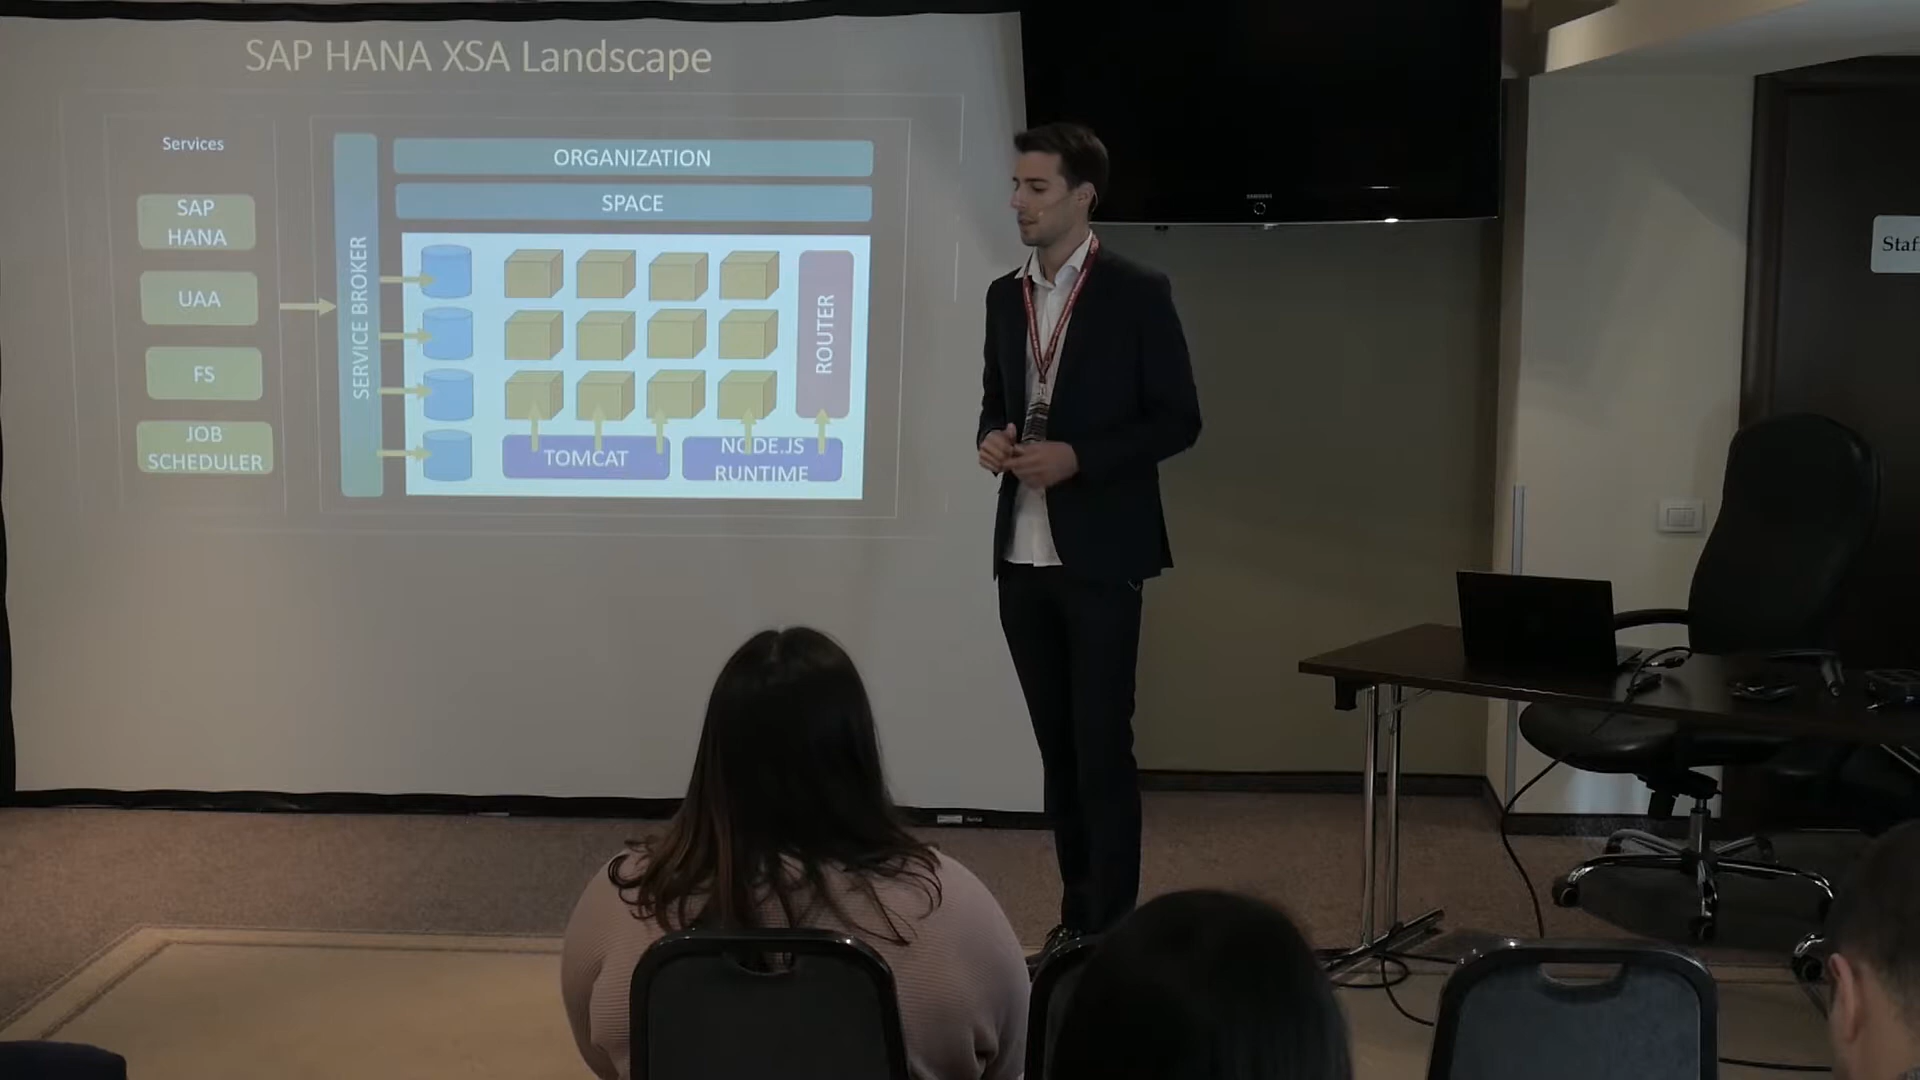 SAP HANA XSA Landscape
Services
SAP
HANA
UAA
FS
JOB
SCHEDULER
SERVICE BROKER
ORGANIZATION
SPACE
ROUTER
TOMCAT
NODE.JS
RUNTIME
SAMSUNG
Staf